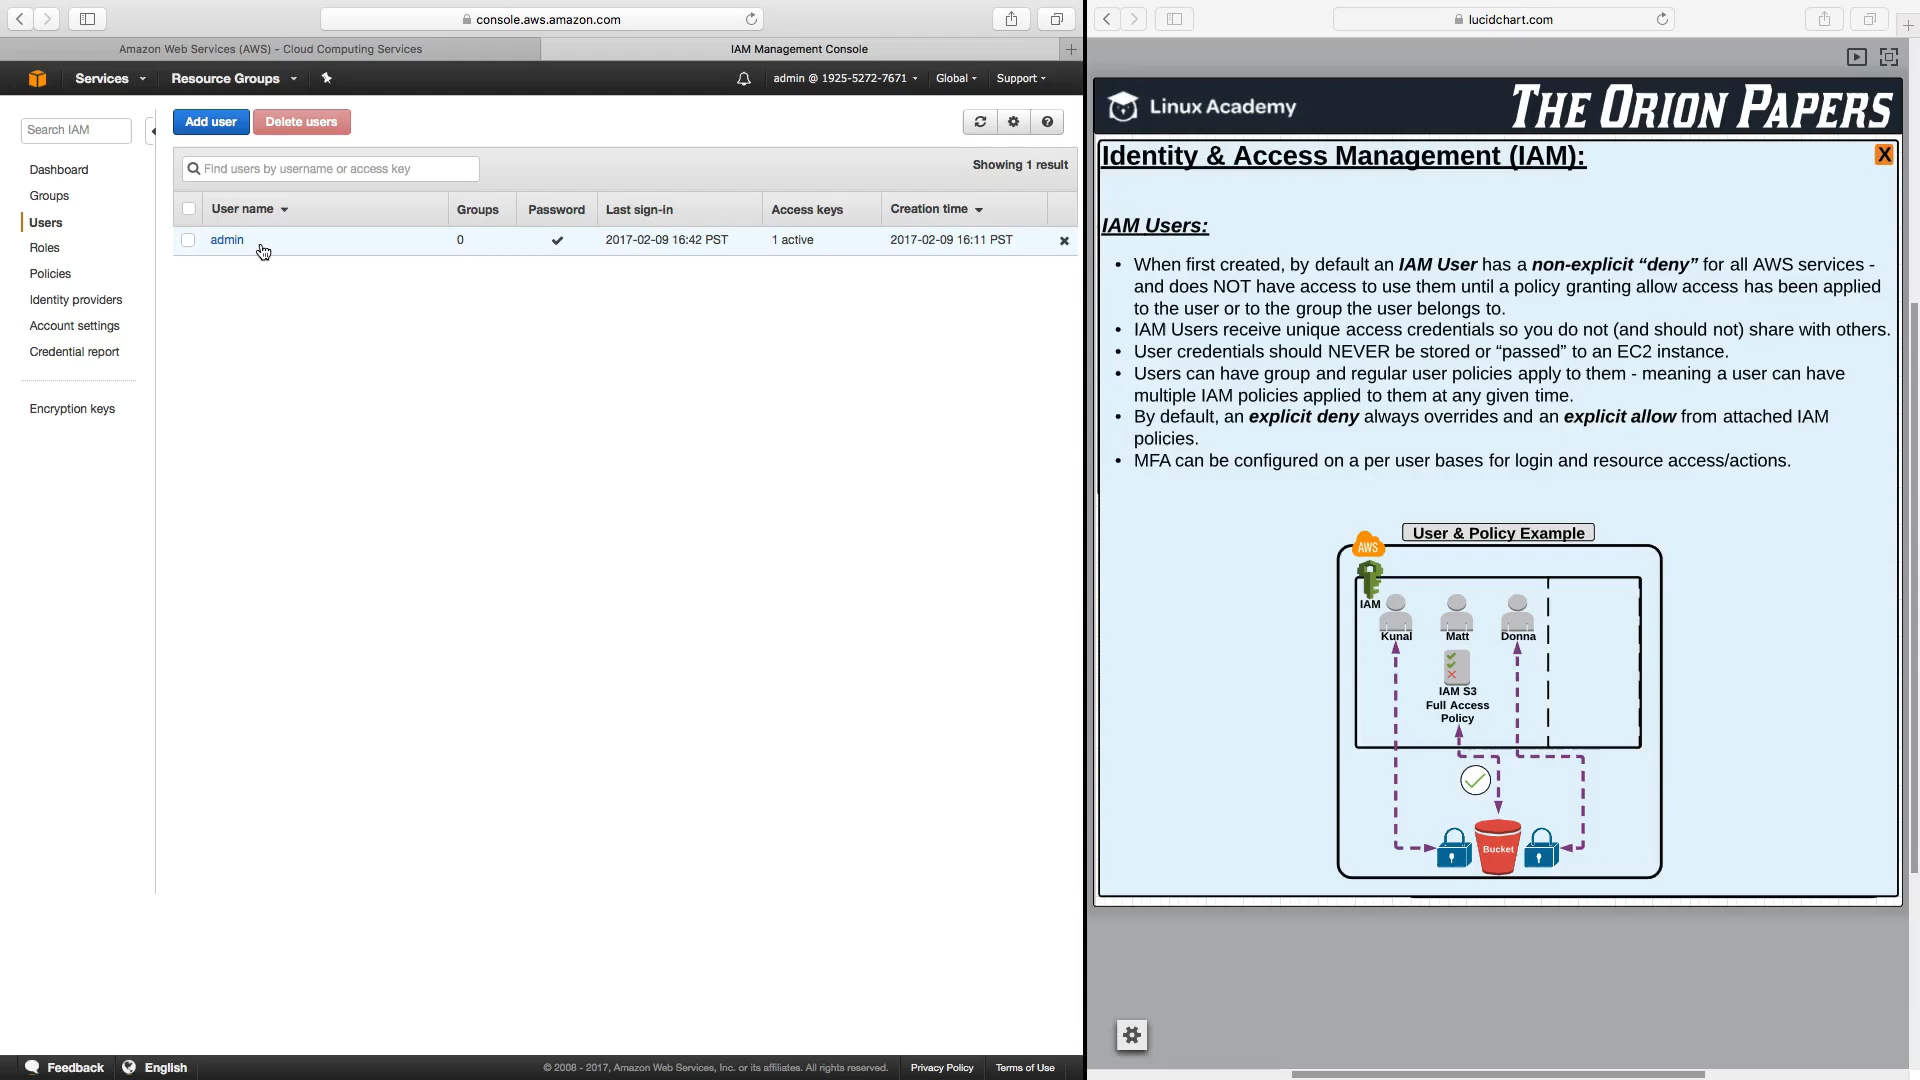 console.aws.amazon.com
Amazon Web Services (AWS) - Cloud Computing Services
IAM Management Console
Services
Resource Groups
admin @ 1925-5272-7671
Global
Support
Search IAM
Dashboard
Groups
Users
Roles
Policies
Identity providers
Account settings
Credential report
Encryption keys
Add user
Delete users
Find users by username or access key
Showing 1 result
User name
Groups
Password
Last sign-in
Access keys
Creation time
admin
0
2017-02-09 16:42 PST
1 active
2017-02-09 16:11 PST
Feedback
English
© 2008 - 2017, Amazon Web Services, Inc. or its affiliates. All rights reserved.
Privacy Policy
Terms of Use
lucidchart.com
Linux Academy
THE ORION PAPERS
Identity & Access Management (IAM):
X
IAM Users:
• When first created, by default an IAM User has a non-explicit “deny” for all AWS services -
and does NOT have access to use them until a policy granting allow access has been applied
to the user or to the group the user belongs to.
• IAM Users receive unique access credentials so you do not (and should not) share with others.
• User credentials should NEVER be stored or “passed” to an EC2 instance.
• Users can have group and regular user policies apply to them - meaning a user can have
multiple IAM policies applied to them at any given time.
• By default, an explicit deny always overrides and an explicit allow from attached IAM
policies.
• MFA can be configured on a per user bases for login and resource access/actions.
User & Policy Example
AWS
IAM
Kunal
Matt
Donna
IAM S3
Full Access
Policy
Bucket